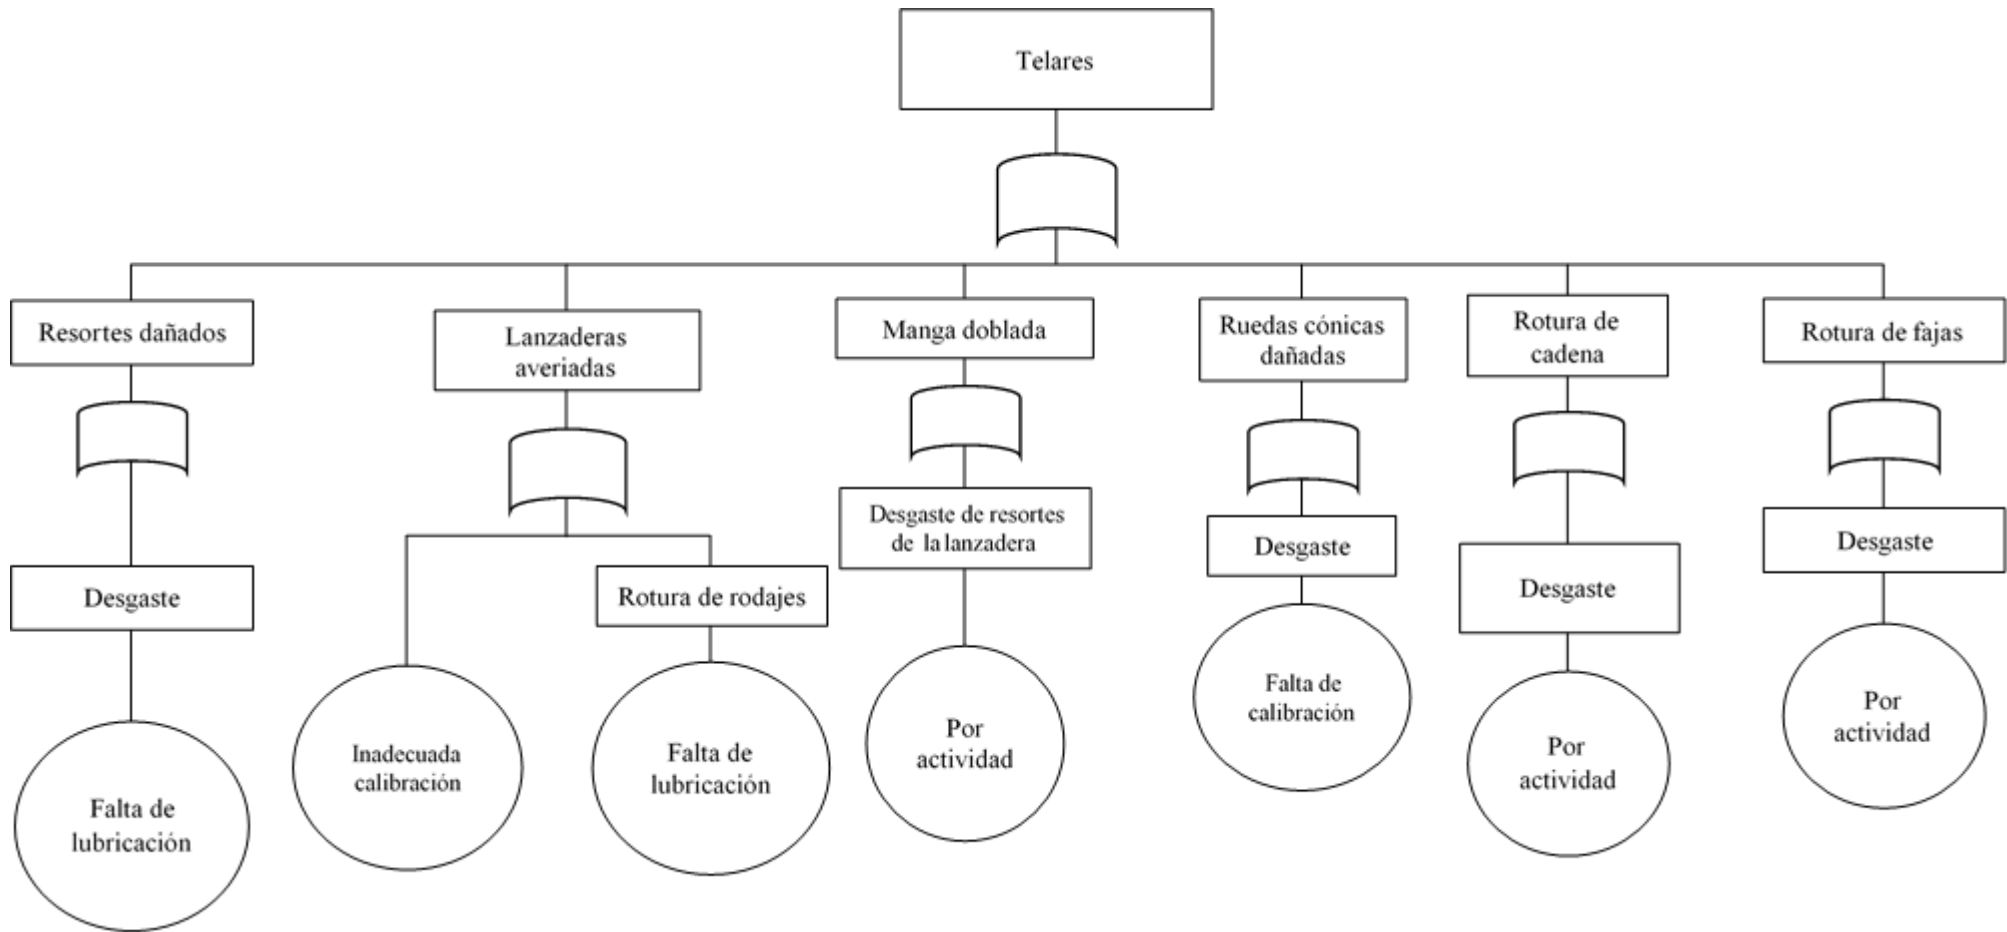 Telares
Resortes dañados
Lanzaderas
averiadas
Manga doblada
Ruedas cónicas
dañadas
Rotura de
cadena
Rotura de fajas
Desgaste
Rotura de rodajes
Desgaste de resortes
de la lanzadera
Desgaste
Desgaste
Desgaste
Falta de
lubricación
Inadecuada
calibración
Falta de
lubricación
Por
actividad
Falta de
calibración
Por
actividad
Por
actividad